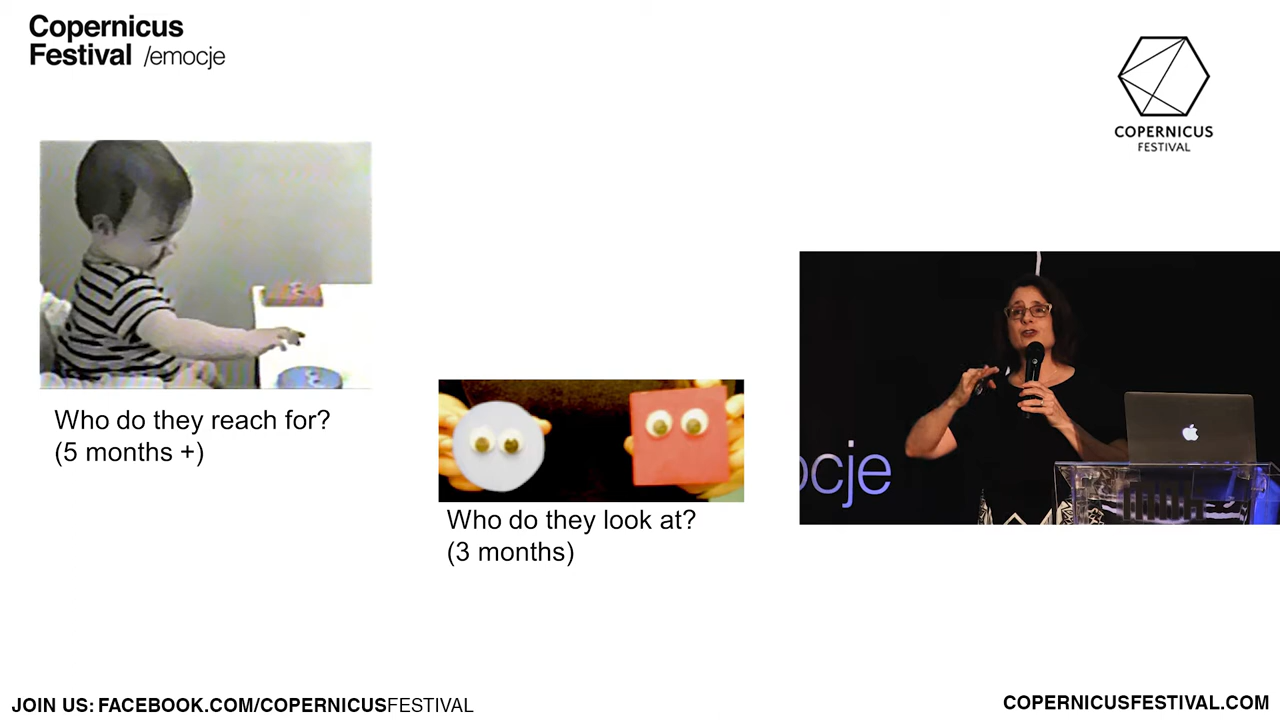 Copernicus
Festival /emocje
COPERNICUS
FESTIVAL
Who do they reach for?
(5 months +)
Who do they look at?
(3 months)
ocje
JOIN US: FACEBOOK.COM/COPERNICUSFESTIVAL
COPERNICUSFESTIVAL.COM